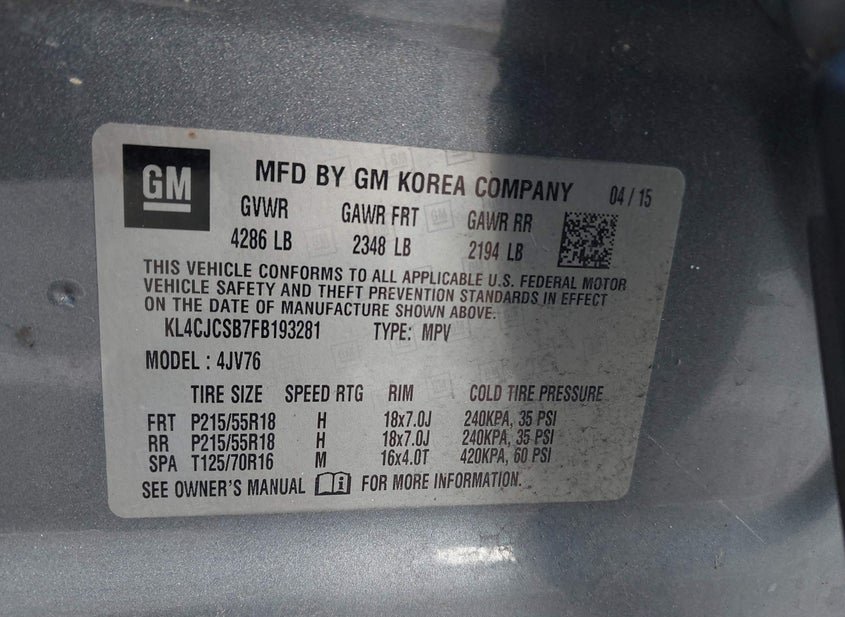 GM
MFD BY GM KOREA COMPANY 04 / 15
GVWR GAWR FRT GAWR RR
4286 LB 2348 LB 2194 LB
THIS VEHICLE CONFORMS TO ALL APPLICABLE U.S. FEDERAL MOTOR
VEHICLE SAFETY AND THEFT PREVENTION STANDARDS IN EFFECT
ON THE DATE OF MANUFACTURE SHOWN ABOVE.
KL4CJCSB7FB193281 TYPE: MPV
MODEL : 4JV76
TIRE SIZE SPEED RTG RIM COLD TIRE PRESSURE
FRT P215/55R18 H 18x7.0J 240KPA, 35 PSI
RR P215/55R18 H 18x7.0J 240KPA, 35 PSI
SPA T125/70R16 M 16x4.0T 420KPA, 60 PSI
SEE OWNER'S MANUAL i FOR MORE INFORMATION.